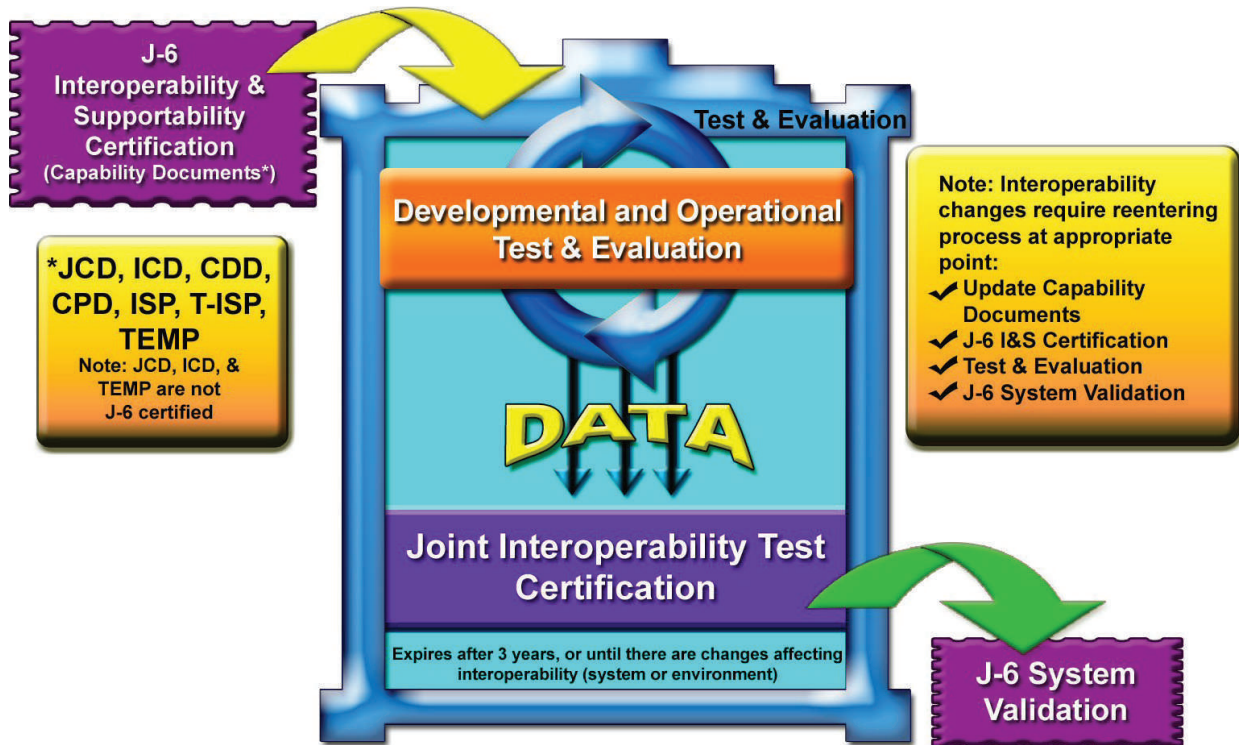 J-6
Interoperability &
Supportability
Certification
(Capability Documents*)
*JCD, ICD, CDD,
CPD, ISP, T-ISP,
TEMP
Note: JCD, ICD, &
TEMP are not
J-6 certified
Test & Evaluation
Developmental and Operational
Test & Evaluation
DATA
Joint Interoperability Test
Certification
Expires after 3 years, or until there are changes affecting
interoperability (system or environment)
Note: Interoperability
changes require reentering
process at appropriate
point:
Update Capability
Documents
J-6 I&S Certification
Test & Evaluation
J-6 System Validation
J-6 System
Validation